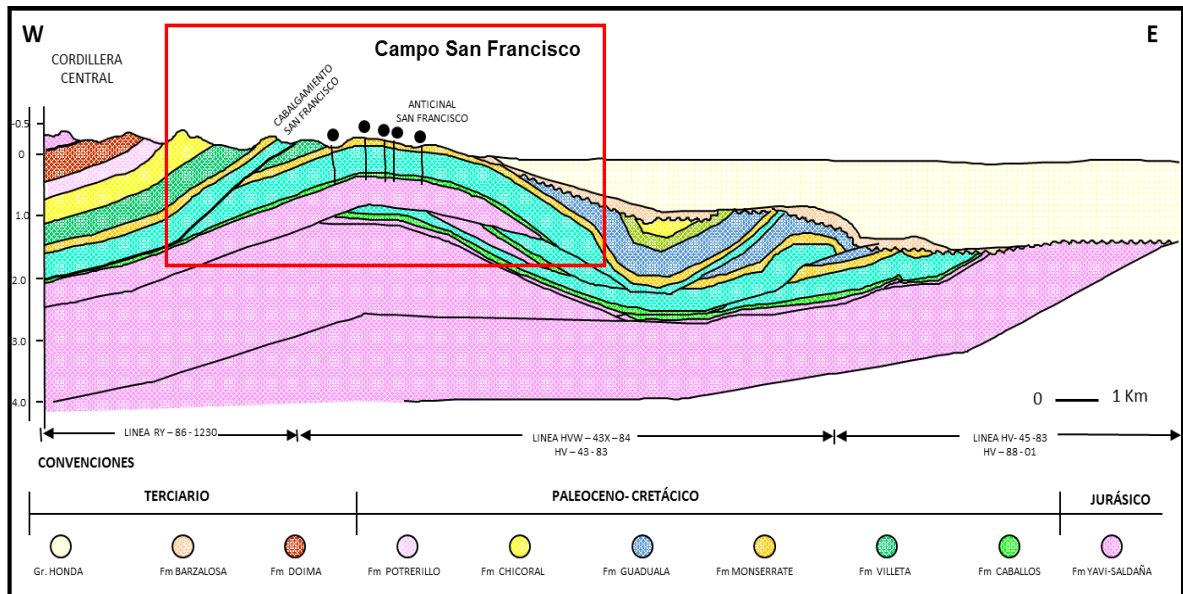 W
E
Campo San Francisco
CORDILLERA
CENTRAL
CABALGAMIENTO
SAN FRANCISCO
ANTICINAL
SAN FRANCISCO
-0.5
0
1.0
2.0
3.0
4.0
0 1 Km
LINEA RY – 86 - 1230
LINEA HVW – 43X – 84
HV – 43 - 83
LINEA HV- 45 -83
HV – 88 - 01
CONVENCIONES
TERCIARIO
PALEOCENO- CRETÁCICO
JURÁSICO
Gr. HONDA
Fm BARZALOSA
Fm DOIMA
Fm POTRERILLO
Fm CHICORAL
Fm GUADUALA
Fm MONSERRATE
Fm VILLETA
Fm CABALLOS
Fm YAVI-SALDAÑA